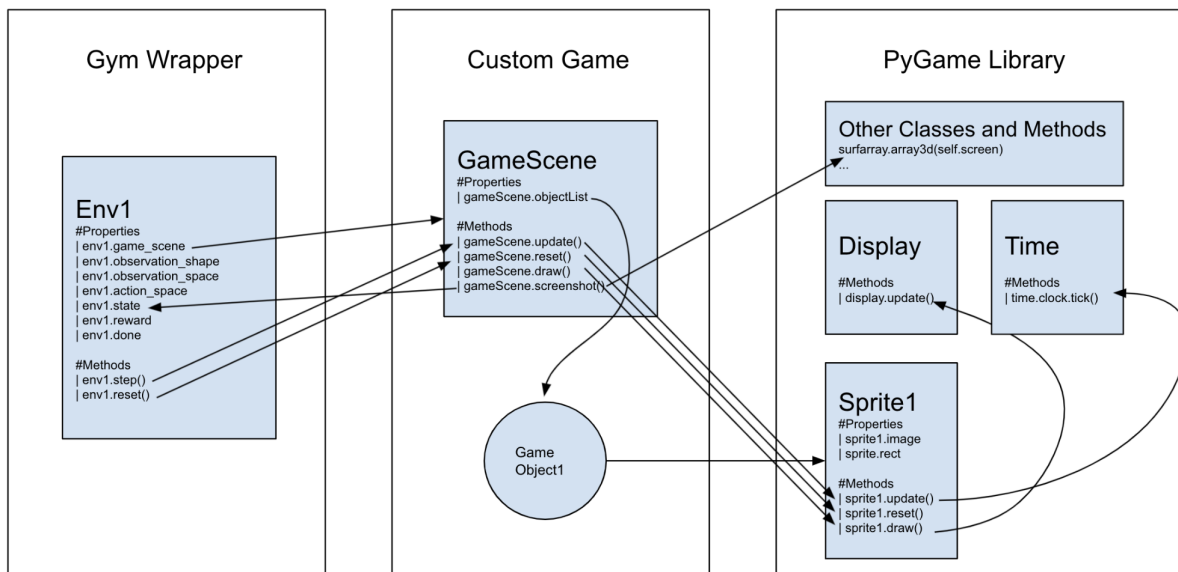 Gym Wrapper
Env1
#Properties
| env1.game_scene
| env1.observation_shape
| env1.observation_space
| env1.action_space
| env1.state
| env1.reward
| env1.done
#Methods
| env1.step()
| env1.reset()
Custom Game
GameScene
#Properties
| gameScene.objectList
#Methods
| gameScene.update()
| gameScene.reset()
| gameScene.draw()
| gameScene.screenshot()
Game
Object1
PyGame Library
Other Classes and Methods
surfarray.array3d(self.screen)
...
Display
#Methods
| display.update()
Time
#Methods
| time.clock.tick()
Sprite1
#Properties
| sprite1.image
| sprite.rect
#Methods
| sprite1.update()
| sprite1.reset()
| sprite1.draw()